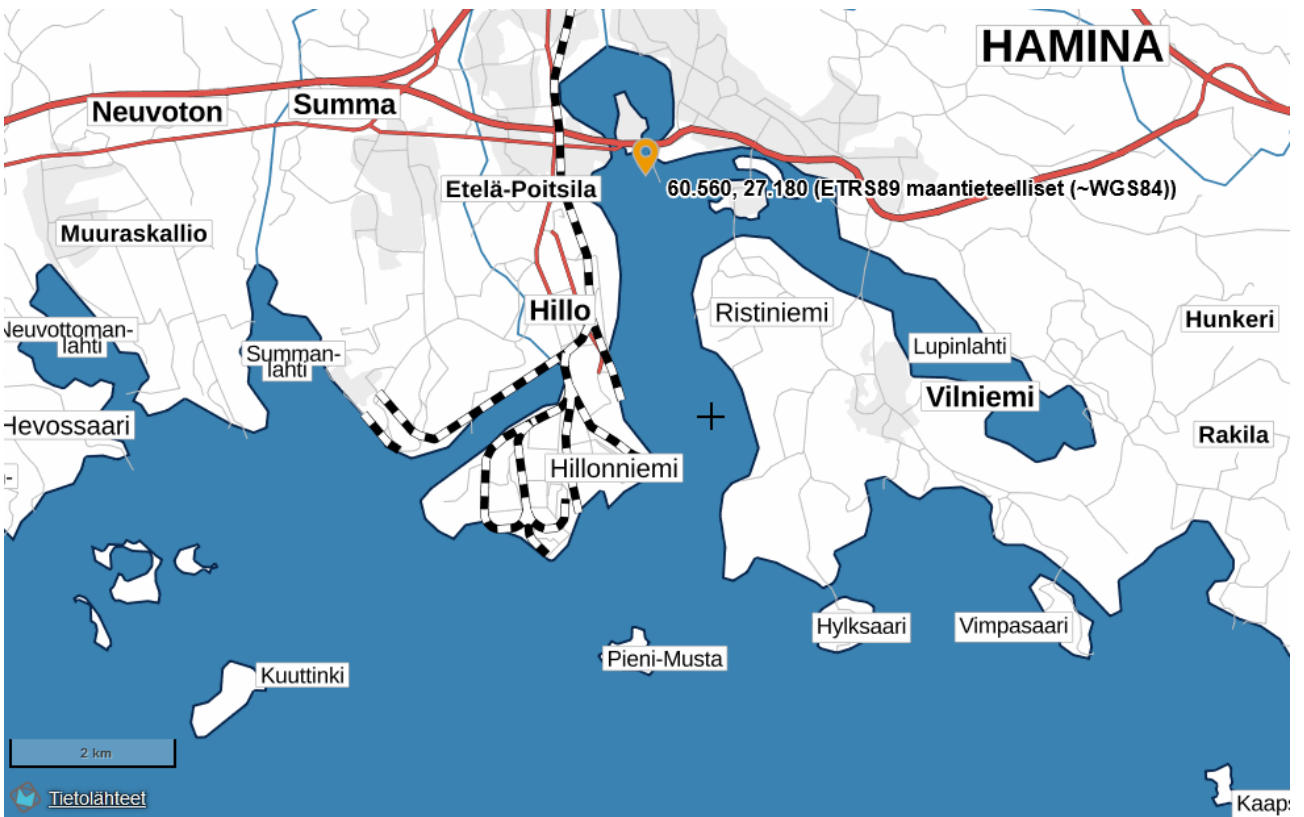 HAMINA
Neuvoton
Summa
Etelä-Poitsila
60.560, 27.180 (ETRS89 maantieteelliset (~WGS84))
Muuraskallio
Hillo
Ristiniemi
Hunkeri
Neuvottoman-
lahti
Summan-
lahti
Lupinlahti
Vilniemi
Hevossaari
Rakila
Hillonniemi
Hylksaari
Vimpasaari
Pieni-Musta
Kuuttinki
2 km
Tietolähteet
Kaaps